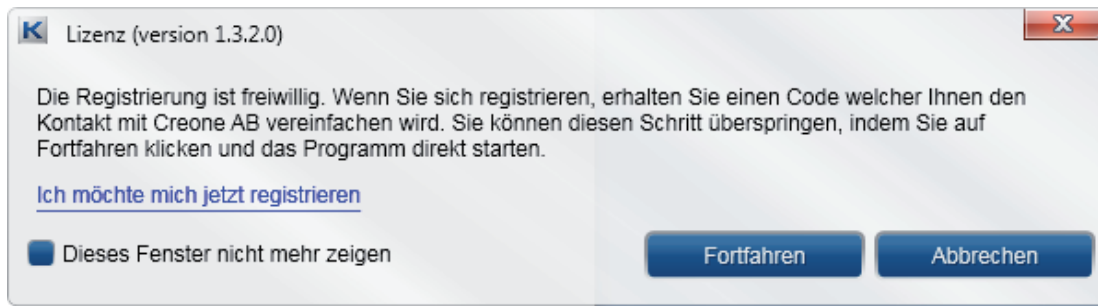 K Lizenz (version 1.3.2.0)
Die Registrierung ist freiwillig. Wenn Sie sich registrieren, erhalten Sie einen Code welcher Ihnen den
Kontakt mit Creone AB vereinfachen wird. Sie können diesen Schritt überspringen, indem Sie auf
Fortfahren klicken und das Programm direkt starten.
Ich möchte mich jetzt registrieren
Dieses Fenster nicht mehr zeigen
Fortfahren
Abbrechen